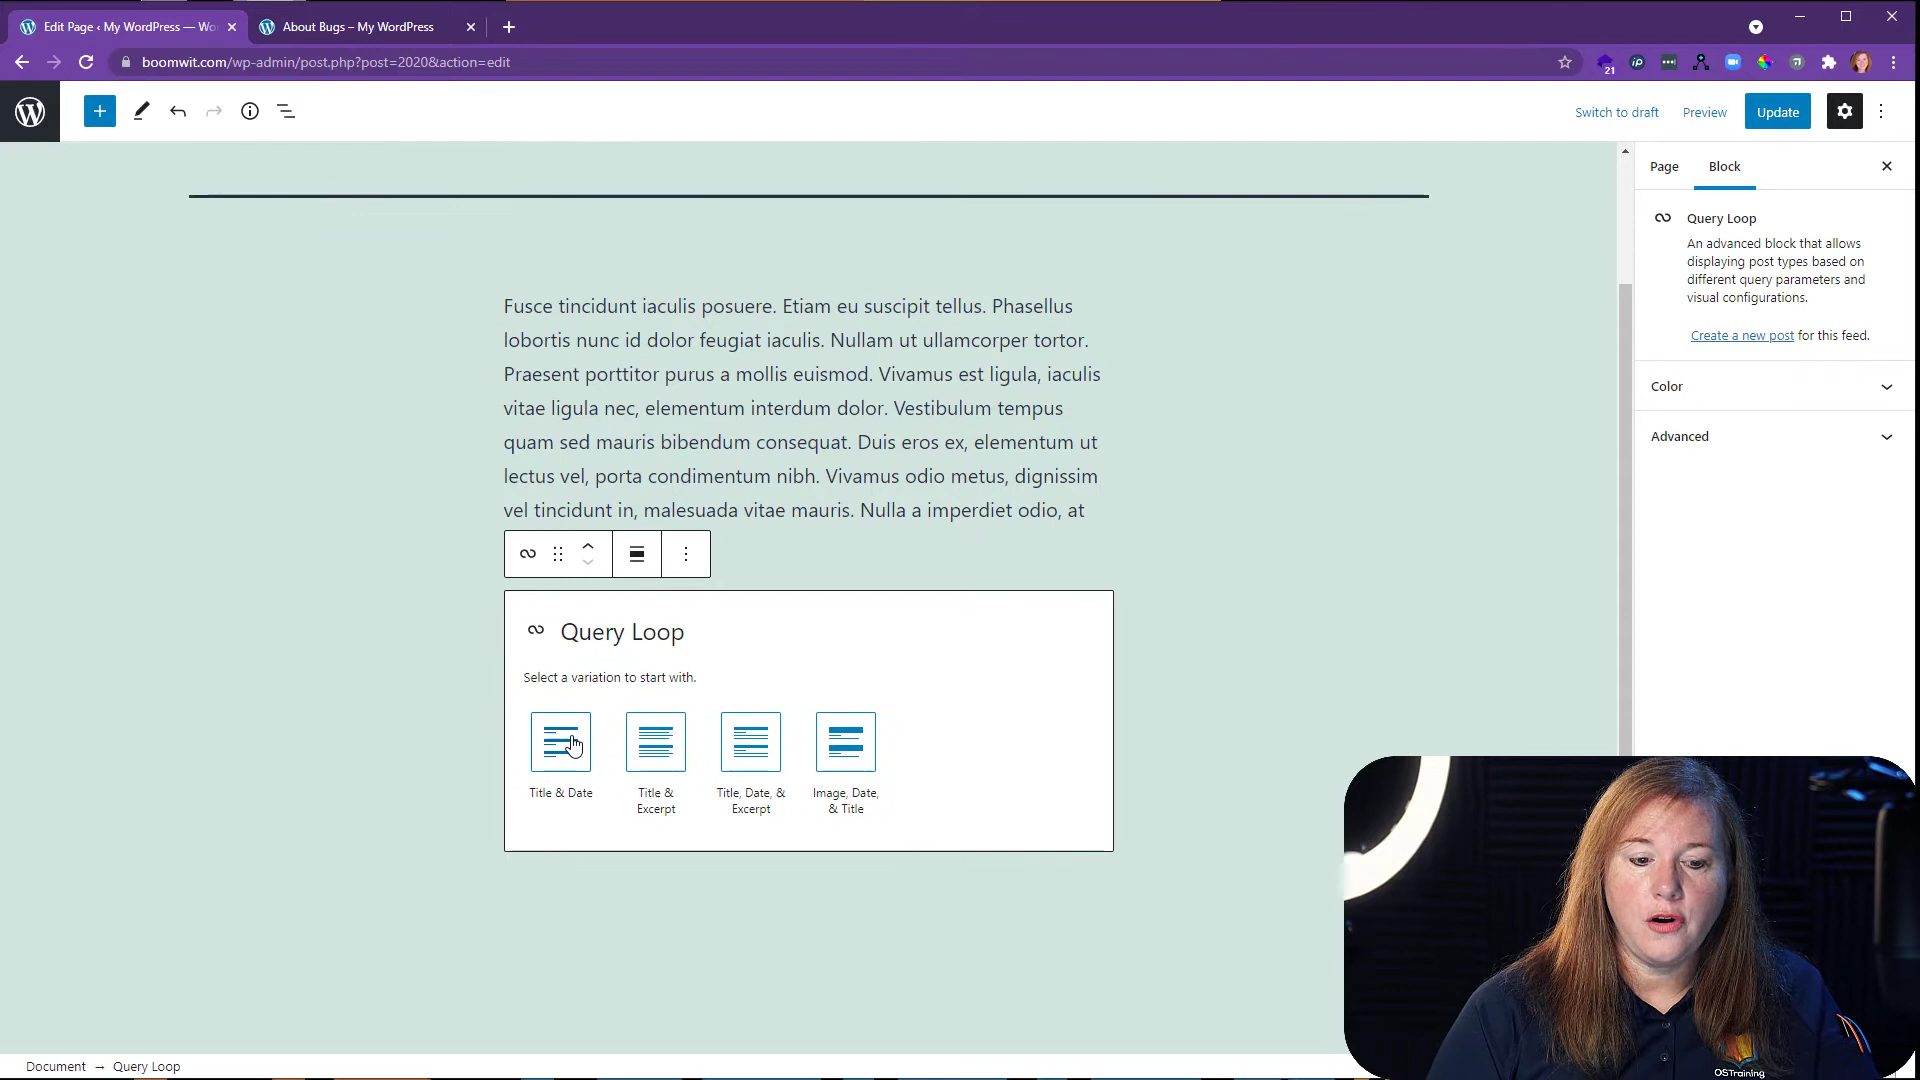 Edit Page ‹ My WordPress — Wo
About Bugs – My WordPress
boomwit.com/wp-admin/post.php?post=2020&action=edit
21
Switch to draft
Preview
Update
Page
Block
Query Loop
An advanced block that allows
displaying post types based on
different query parameters and
visual configurations.
Create a new post for this feed.
Color
Advanced
Fusce tincidunt iaculis posuere. Etiam eu suscipit tellus. Phasellus
lobortis nunc id dolor feugiat iaculis. Nullam ut ullamcorper tortor.
Praesent porttitor purus a mollis euismod. Vivamus est ligula, iaculis
vitae ligula nec, elementum interdum dolor. Vestibulum tempus
quam sed mauris bibendum consequat. Duis eros ex, elementum ut
lectus vel, porta condimentum nibh. Vivamus odio metus, dignissim
vel tincidunt in, malesuada vitae mauris. Nulla a imperdiet odio, at
Query Loop
Select a variation to start with.
Title & Date
Title &
Excerpt
Title, Date, &
Excerpt
Image, Date,
& Title
OSTraining
Document → Query Loop